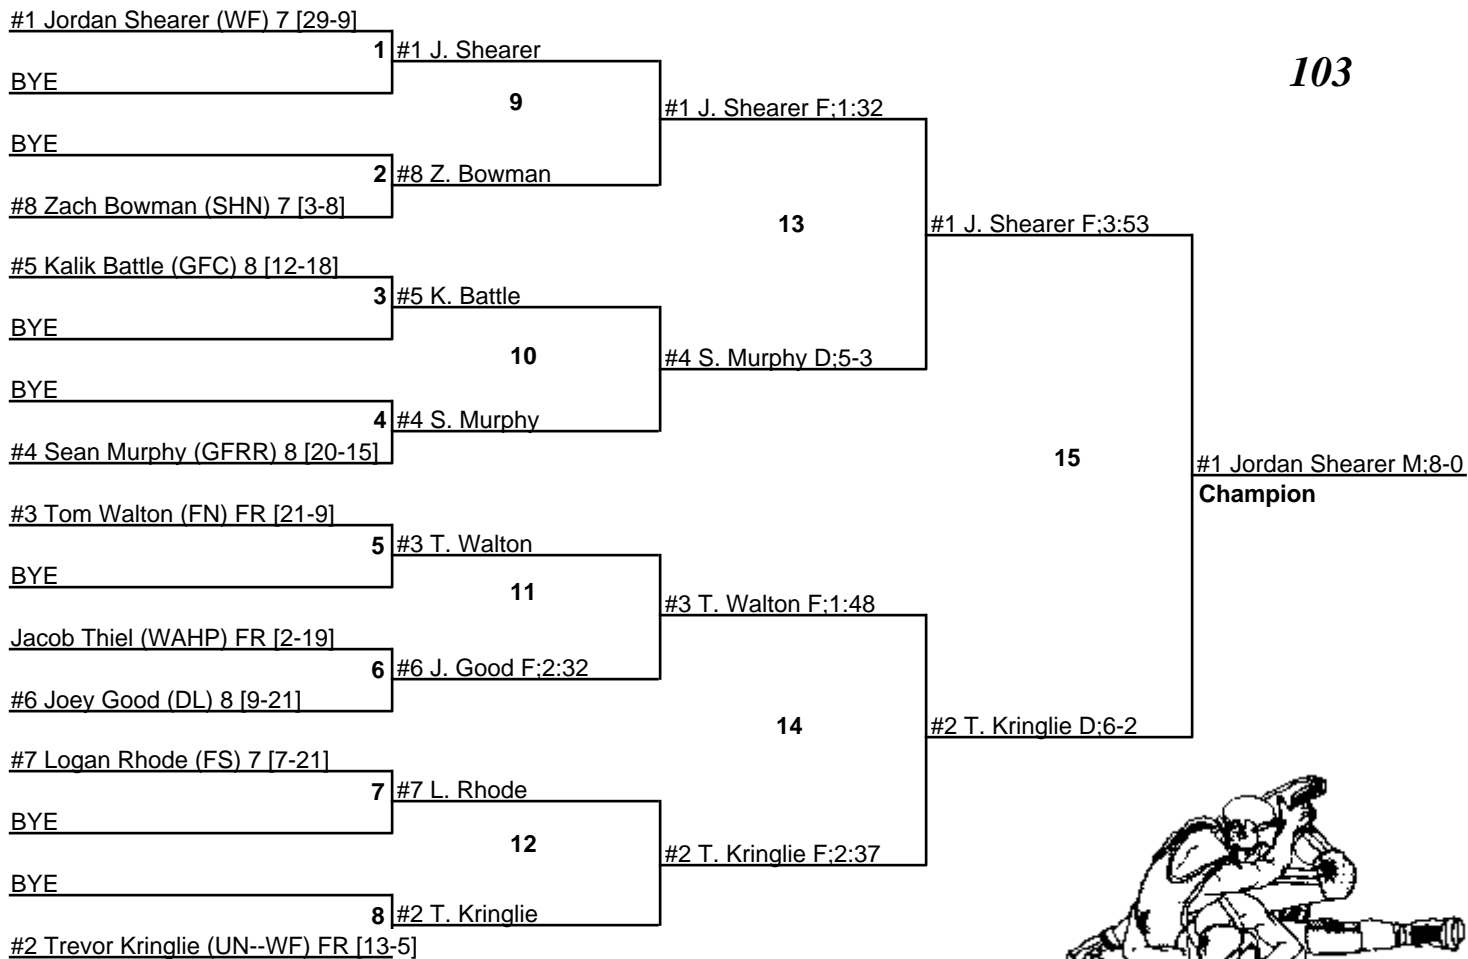 #1 Jordan Shearer (WF) 7 [29-9]
1
#1 J. Shearer
BYE
9
103
#1 J. Shearer F;1:32
BYE
2
#8 Z. Bowman
#8 Zach Bowman (SHN) 7 [3-8]
13
#1 J. Shearer F;3:53
#5 Kalik Battle (GFC) 8 [12-18]
3
#5 K. Battle
BYE
10
#4 S. Murphy D;5-3
BYE
4
#4 S. Murphy
#4 Sean Murphy (GFRR) 8 [20-15]
15
#1 Jordan Shearer M;8-0
Champion
#3 Tom Walton (FN) FR [21-9]
5
#3 T. Walton
BYE
11
#3 T. Walton F;1:48
Jacob Thiel (WAHP) FR [2-19]
6
#6 J. Good F;2:32
#6 Joey Good (DL) 8 [9-21]
14
#2 T. Kringlie D;6-2
#7 Logan Rhode (FS) 7 [7-21]
7
#7 L. Rhode
BYE
12
#2 T. Kringlie F;2:37
BYE
8
#2 T. Kringlie
#2 Trevor Kringlie (UN--WF) FR [13-5]